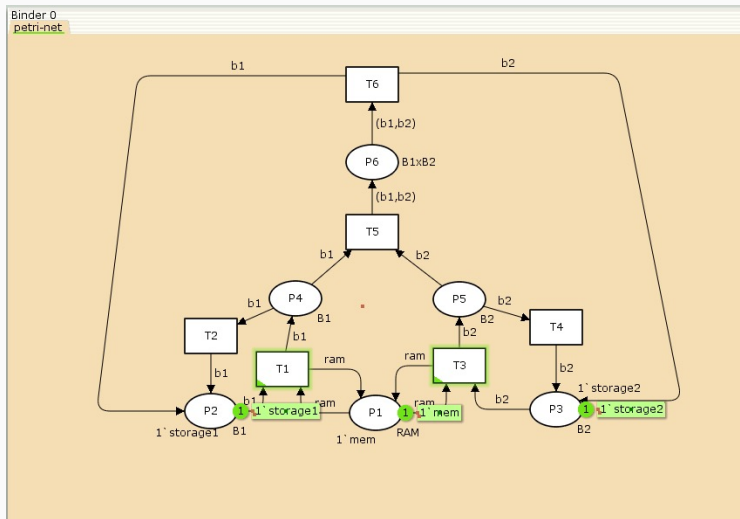 Binder 0
petri-net
b1
T6
b2
(b1,b2)
P6
B1xB2
(b1,b2)
T5
b1
b2
P4
P5
b1
B1
b2
B2
T2
b1
b2
T4
T1
ram
ram
T3
b1
b2
1`storage2
b1
ram
ram
b2
P2
1
1`storage1
P1
1
1`mem
P3
1
1`storage2
1`storage1
B1
1`mem
RAM
B2